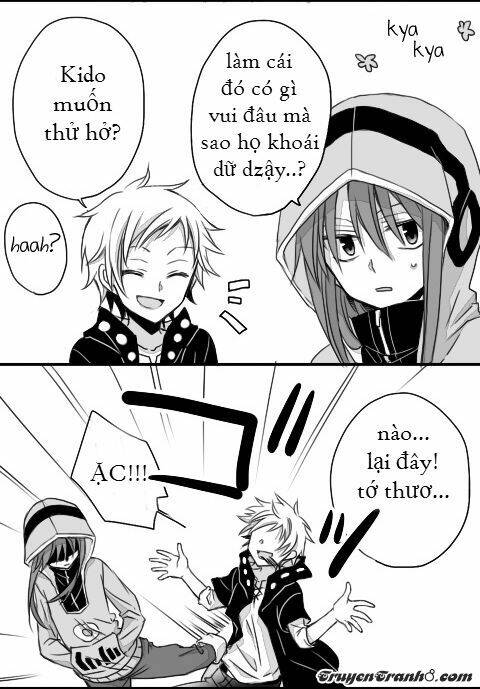 kya
kya
làm cái
đó có gì
vui đâu mà
sao họ khoái
dữ dzậy..?
Kido
muốn
thử hở?
haah?
nào...
lại đây!
tớ thươ...
ẶC!!!
TruyenTranh8.com